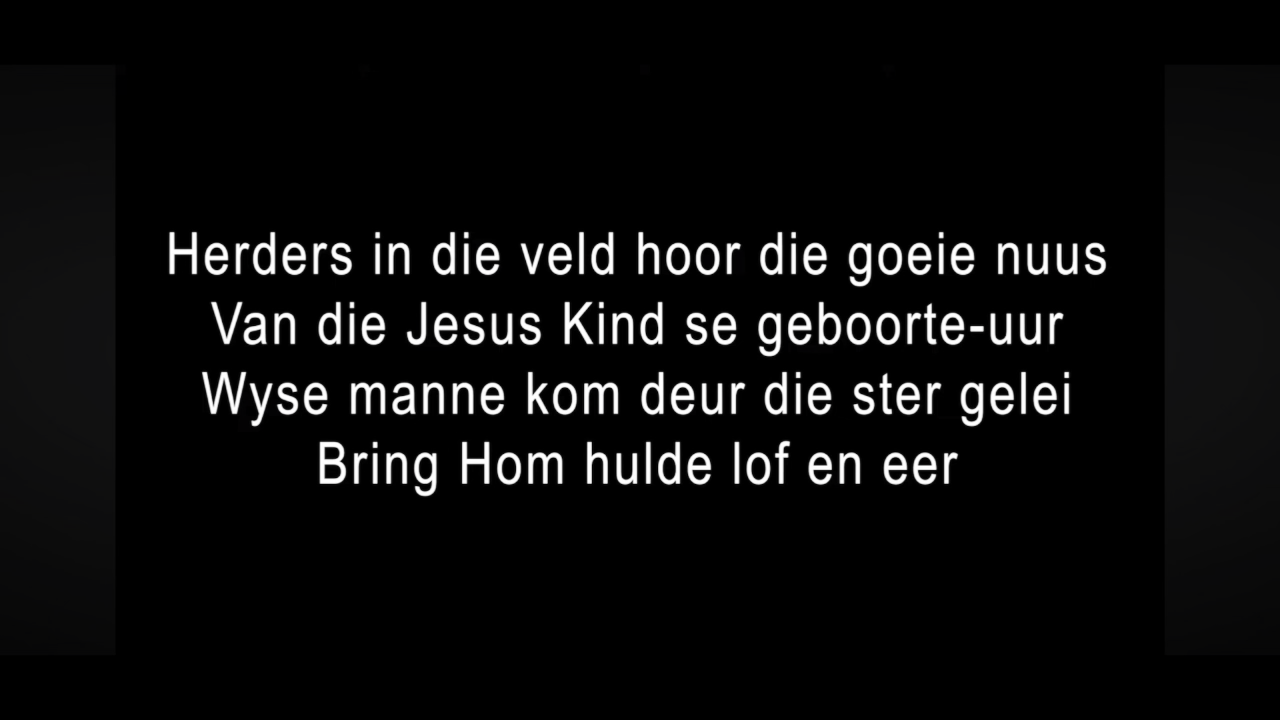 Herders in die veld hoor die goeie nuus
Van die Jesus Kind se geboorte-uur
Wyse manne kom deur die ster gelei
Bring Hom hulde lof en eer